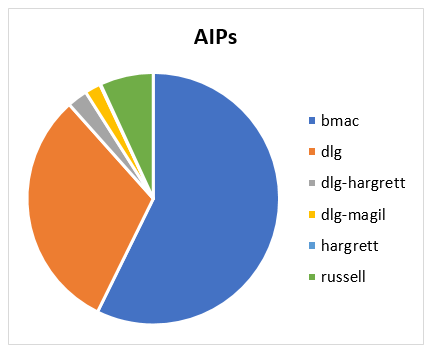 AIPs
bmac
dlg
dlg-hargrett
dlg-magil
hargrett
russell